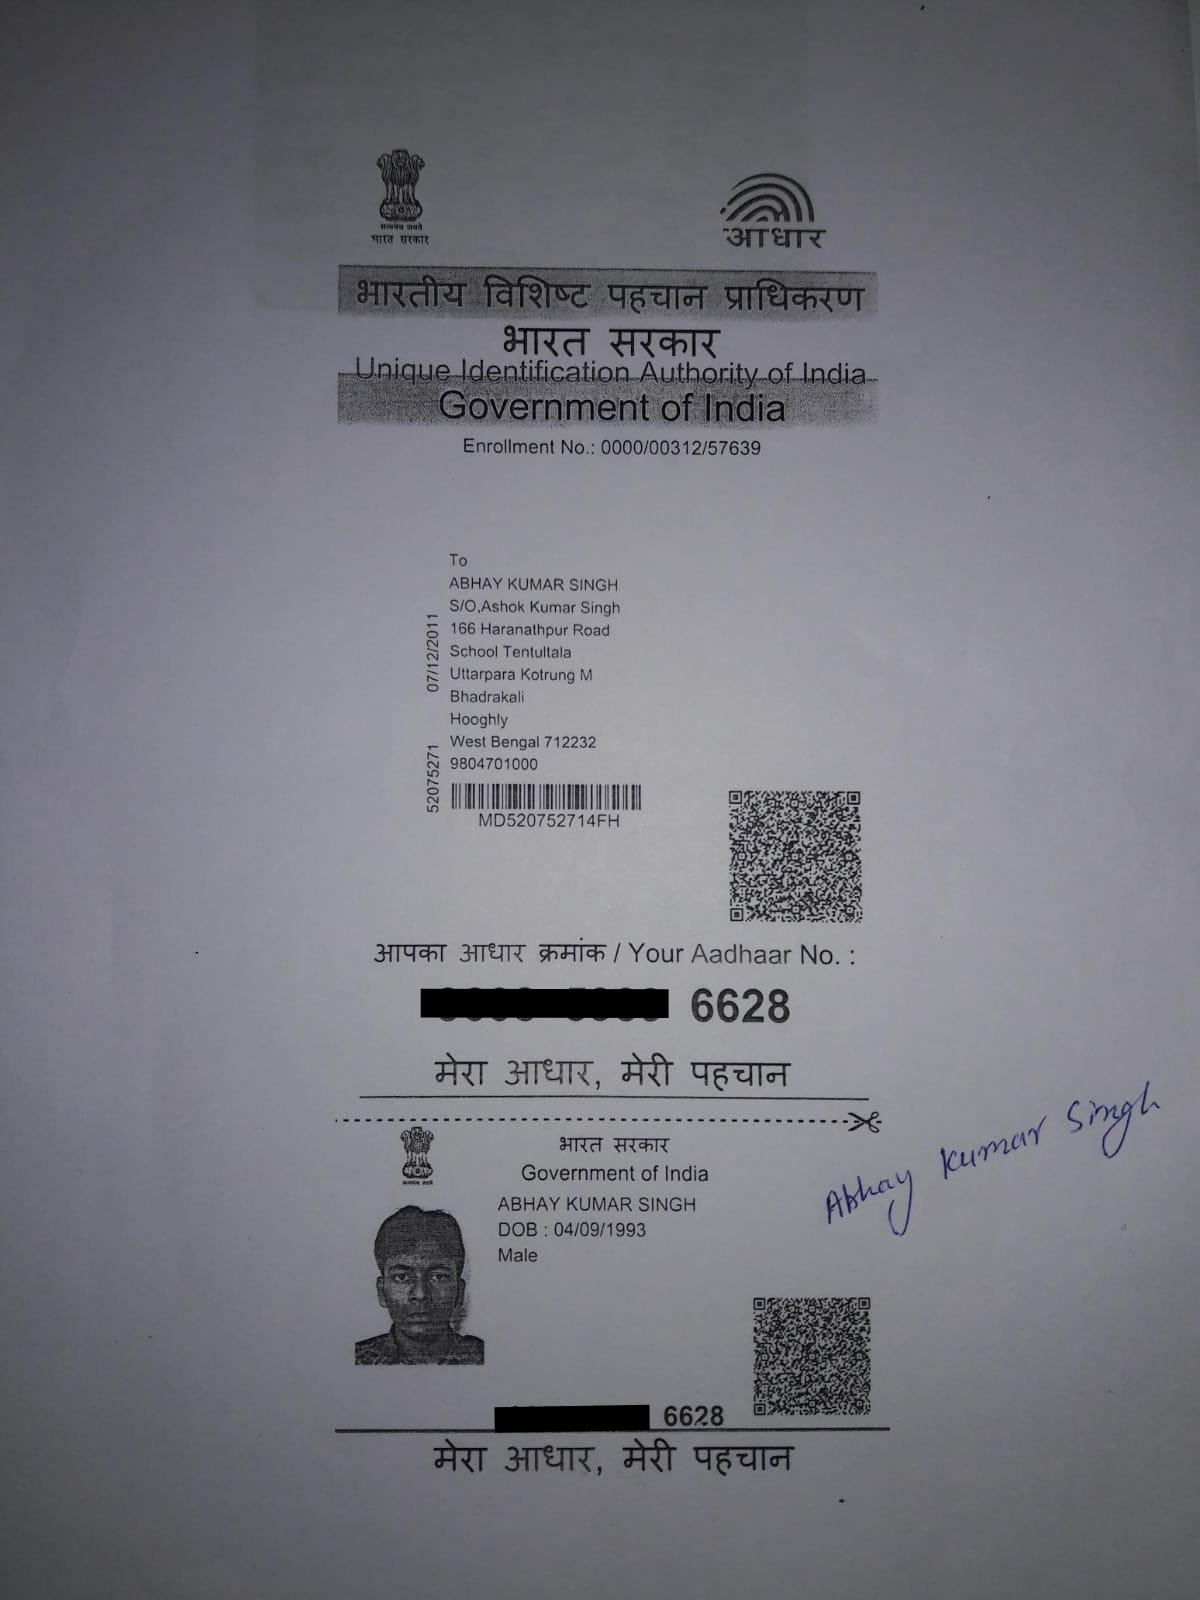 सत्यमेव जयते
भारत सरकार
आधार
भारतीय विशिष्ट पहचान प्राधिकरण
भारत सरकार
Unique Identification Authority of India
Government of India
Enrollment No.: 0000/00312/57639
To
ABHAY KUMAR SINGH
S/O,Ashok Kumar Singh
166 Haranathpur Road
School Tentultala
Uttarpara Kotrung M
Bhadrakali
Hooghly
West Bengal 712232
9804701000
07/12/2011
52075271
MD520752714FH
आपका आधार क्रमांक / Your Aadhaar No. :
6628
मेरा आधार, मेरी पहचान
Abhay Kumar Singh
सत्यमेव जयते
भारत सरकार
Government of India
ABHAY KUMAR SINGH
DOB : 04/09/1993
Male
6628
मेरा आधार, मेरी पहचान